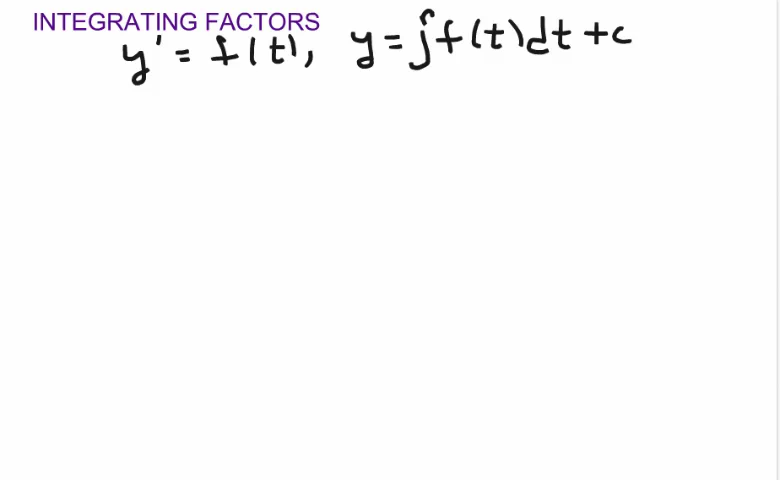 INTEGRATING FACTORS
y' = f(t), y = ∫f(t)dt + c